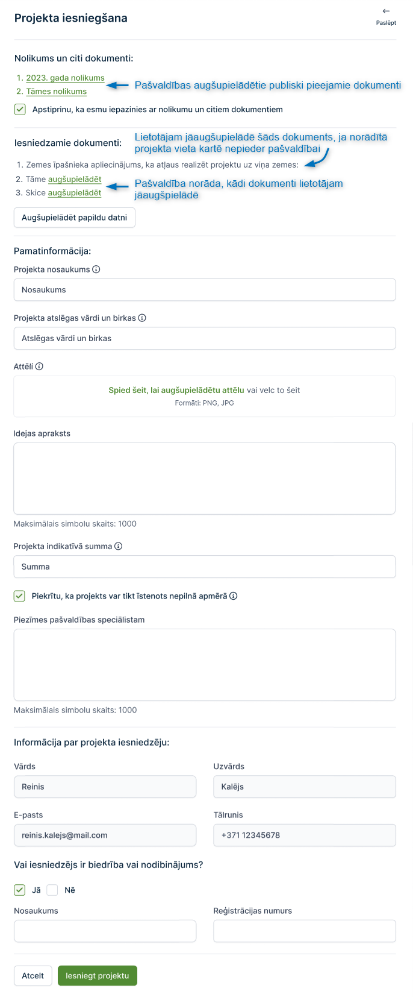 Projekta iesniegšana
←
Paslēpt
Nolikums un citi dokumenti:
1. 2023. gada nolikums
2. Tāmes nolikums
Pašvaldības augšupielādētie publiski pieejamie dokumenti
Apstiprinu, ka esmu iepazinies ar nolikumu un citiem dokumentiem
Lietotājam jāaugšupielādē šāds dokuments, ja norādītā
projekta vieta kartē nepieder pašvaldībai
Iesniedzamie dokumenti:
1. Zemes īpašnieka apliecinājums, ka atļaus realizēt projektu uz viņa zemes:
2. Tāme augšupielādēt
3. Skice augšupielādēt
Pašvaldība norāda, kādi dokumenti lietotājam
jāaugšpielādē
Augšupielādēt papildu datni
Pamatinformācija:
Projekta nosaukums
Nosaukums
Projekta atslēgas vārdi un birkas
Atslēgas vārdi un birkas
Attēli
Spied šeit, lai augšupielādētu attēlu vai velc to šeit
Formāti: PNG, JPG
Idejas apraksts
Maksimālais simbolu skaits: 1000
Projekta indikatīvā summa
Summa
Piekrītu, ka projekts var tikt īstenots nepilnā apmērā
Piezīmes pašvaldības speciālistam
Maksimālais simbolu skaits: 1000
Informācija par projekta iesniedzēju:
Vārds
Uzvārds
Reinis
Kalējs
E-pasts
Tālrunis
reinis.kalejs@mail.com
+371 12345678
Vai iesniedzējs ir biedrība vai nodibinājums?
Jā
Nē
Nosaukums
Reģistrācijas numurs
Atcelt
Iesniegt projektu